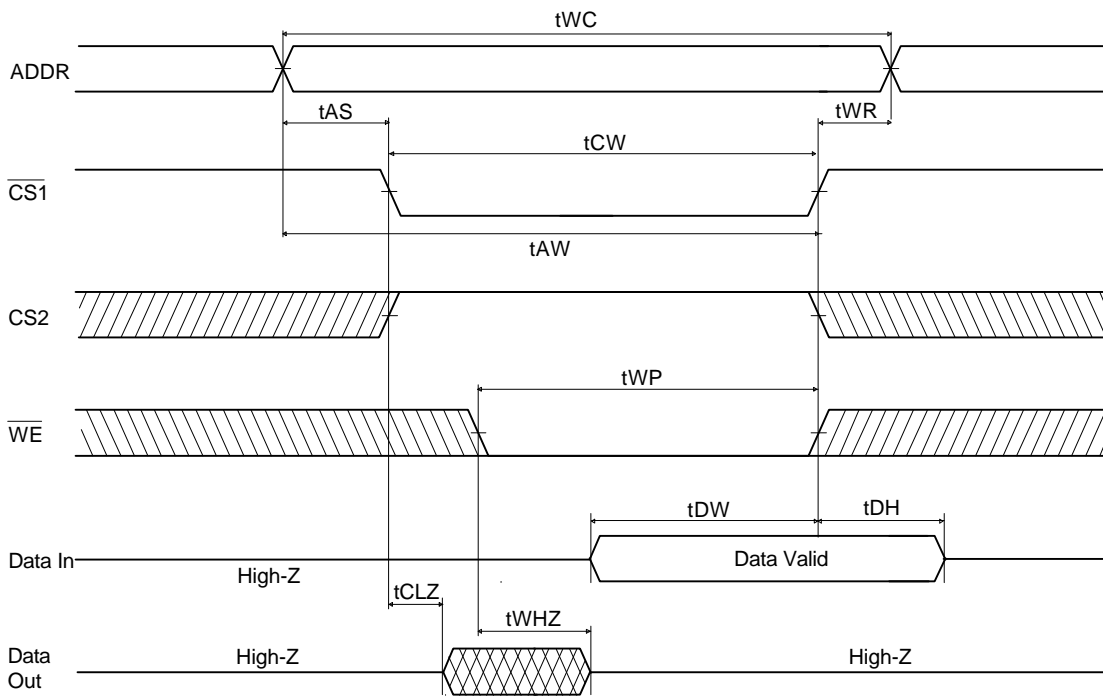 tWC
ADDR
tAS
tWR
tCW
CS1
tAW
CS2
tWP
WE
tDW
tDH
Data In
Data Valid
High-Z
tCLZ
tWHZ
Data
Out
High-Z
High-Z